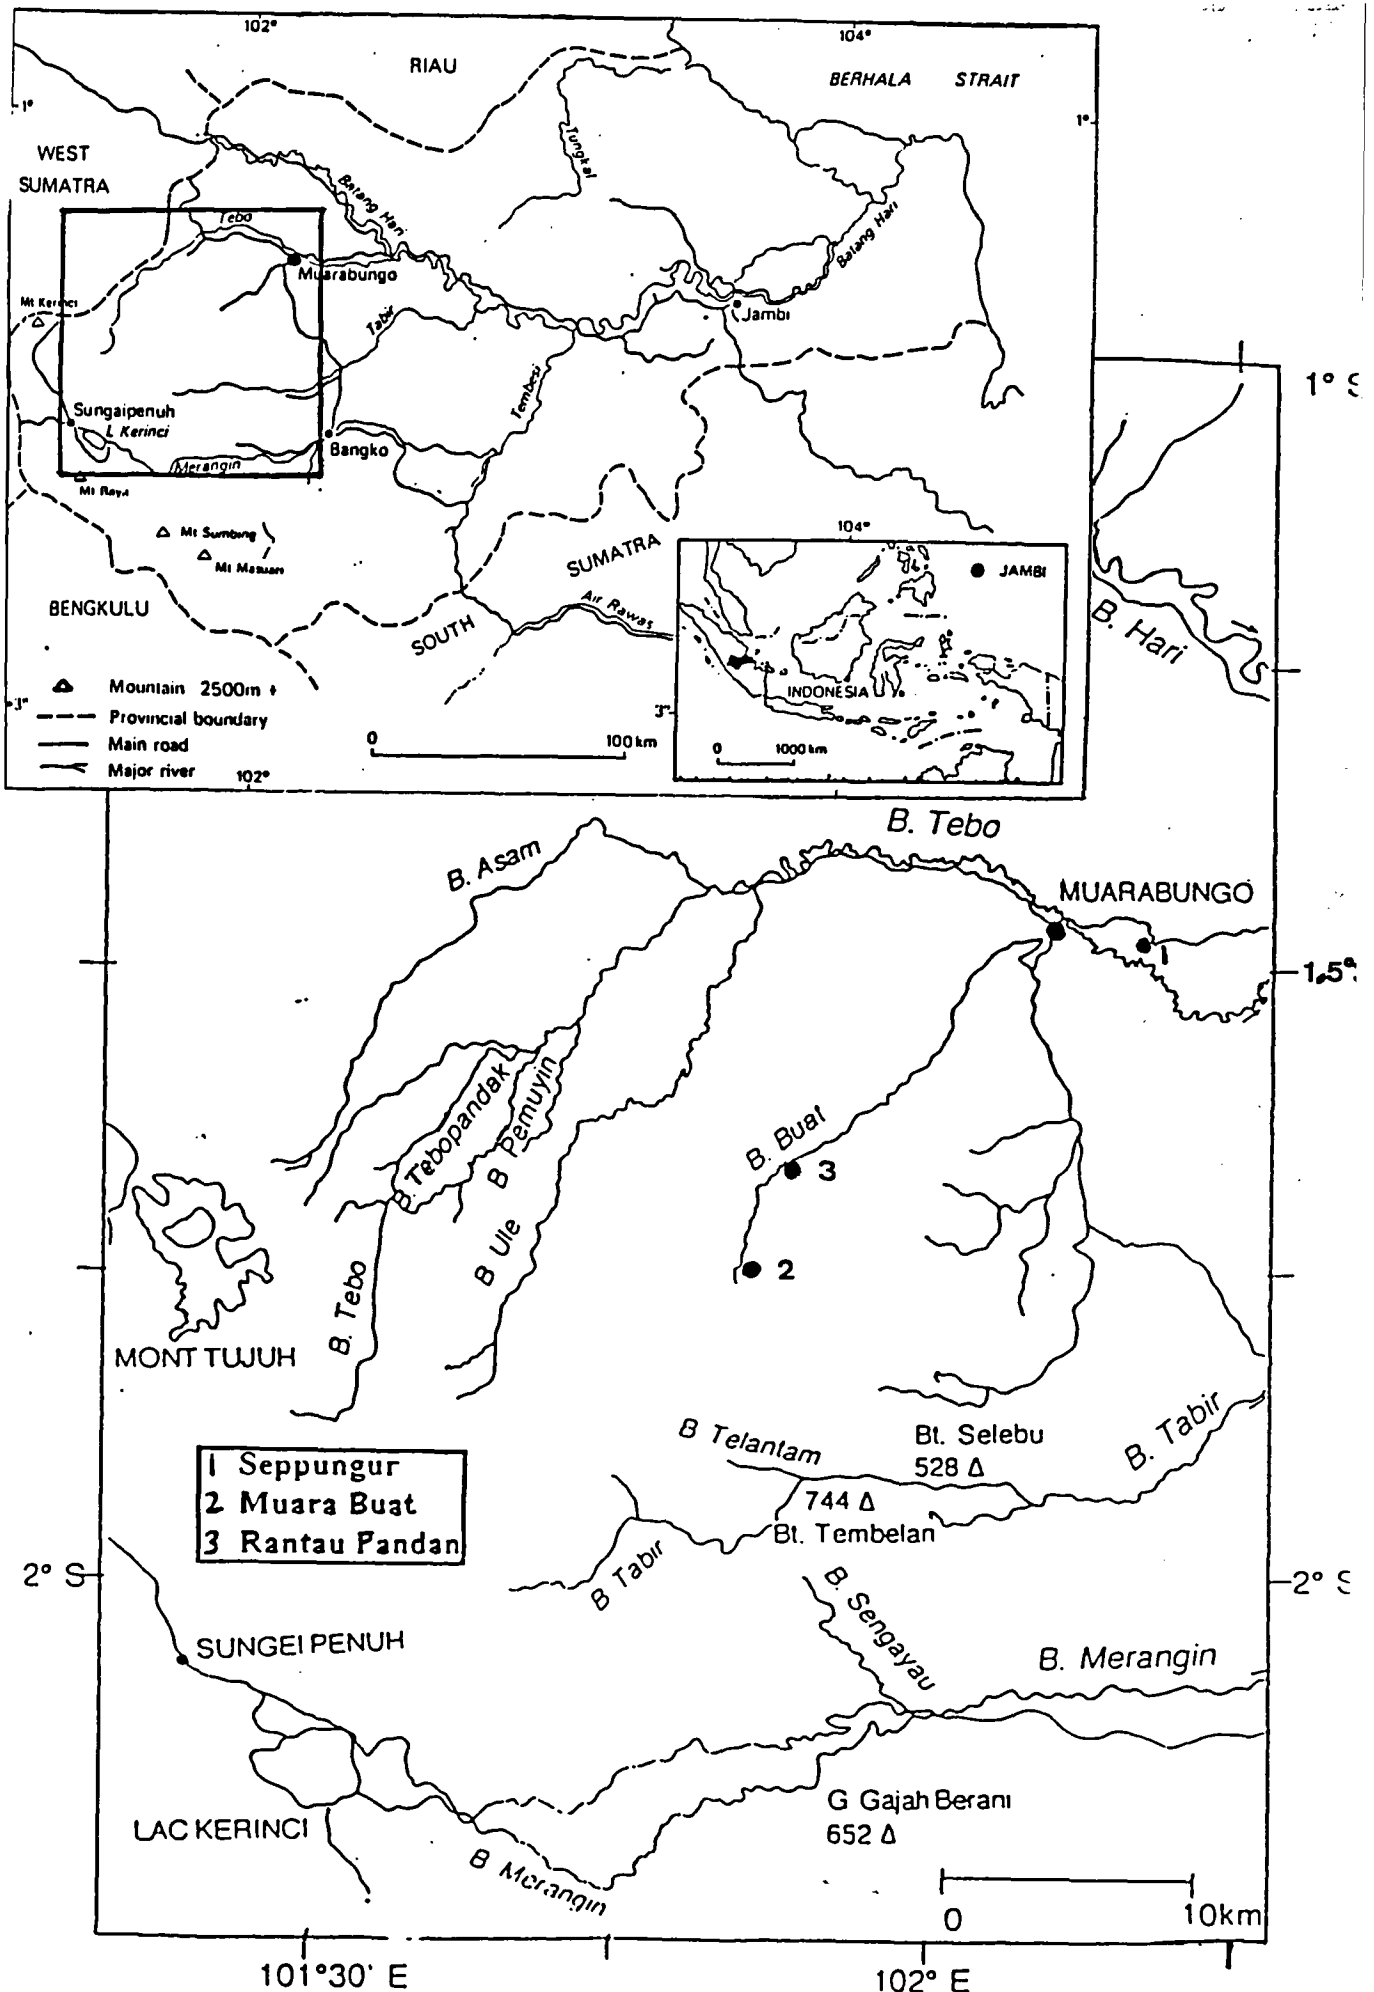 102°
104°
RIAU
BERHALA STRAIT
1°
1°
WEST
SUMATRA
Tungkal
Batang Hari
Tebo
Batang Hari
Muarabungo
Mt Kerinci
Tabir
Jambi
Tembesi
Sungaipenuh
L Kerinci
Bangko
Merangin
Mt Raya
Mt Sumbing
Mt Masurai
SUMATRA
104°
JAMBI
BENGKULU
SOUTH
Air Rawas
INDONESIA
Mountain 2500m +
3°
3°
Provincial boundary
0 100 km
0 1000 km
Main road
Major river
102°
1° S
B. Hari
B. Tebo
B. Asam
MUARABUNGO
1
1,5°
B. Tebopandak
B Pemuyin
B. Buat
3
B Ule
2
B. Tebo
MONT TUJUH
B Telantam
Bt. Selebu
528 Δ
B. Tabir
1 Seppungur
2 Muara Buat
3 Rantau Pandan
744 Δ
Bt. Tembelan
B Tabir
2° S
2° S
B. Sengayau
SUNGEI PENUH
B. Merangin
G Gajah Berani
652 Δ
LAC KERINCI
B Merangin
0 10km
101°30' E
102° E